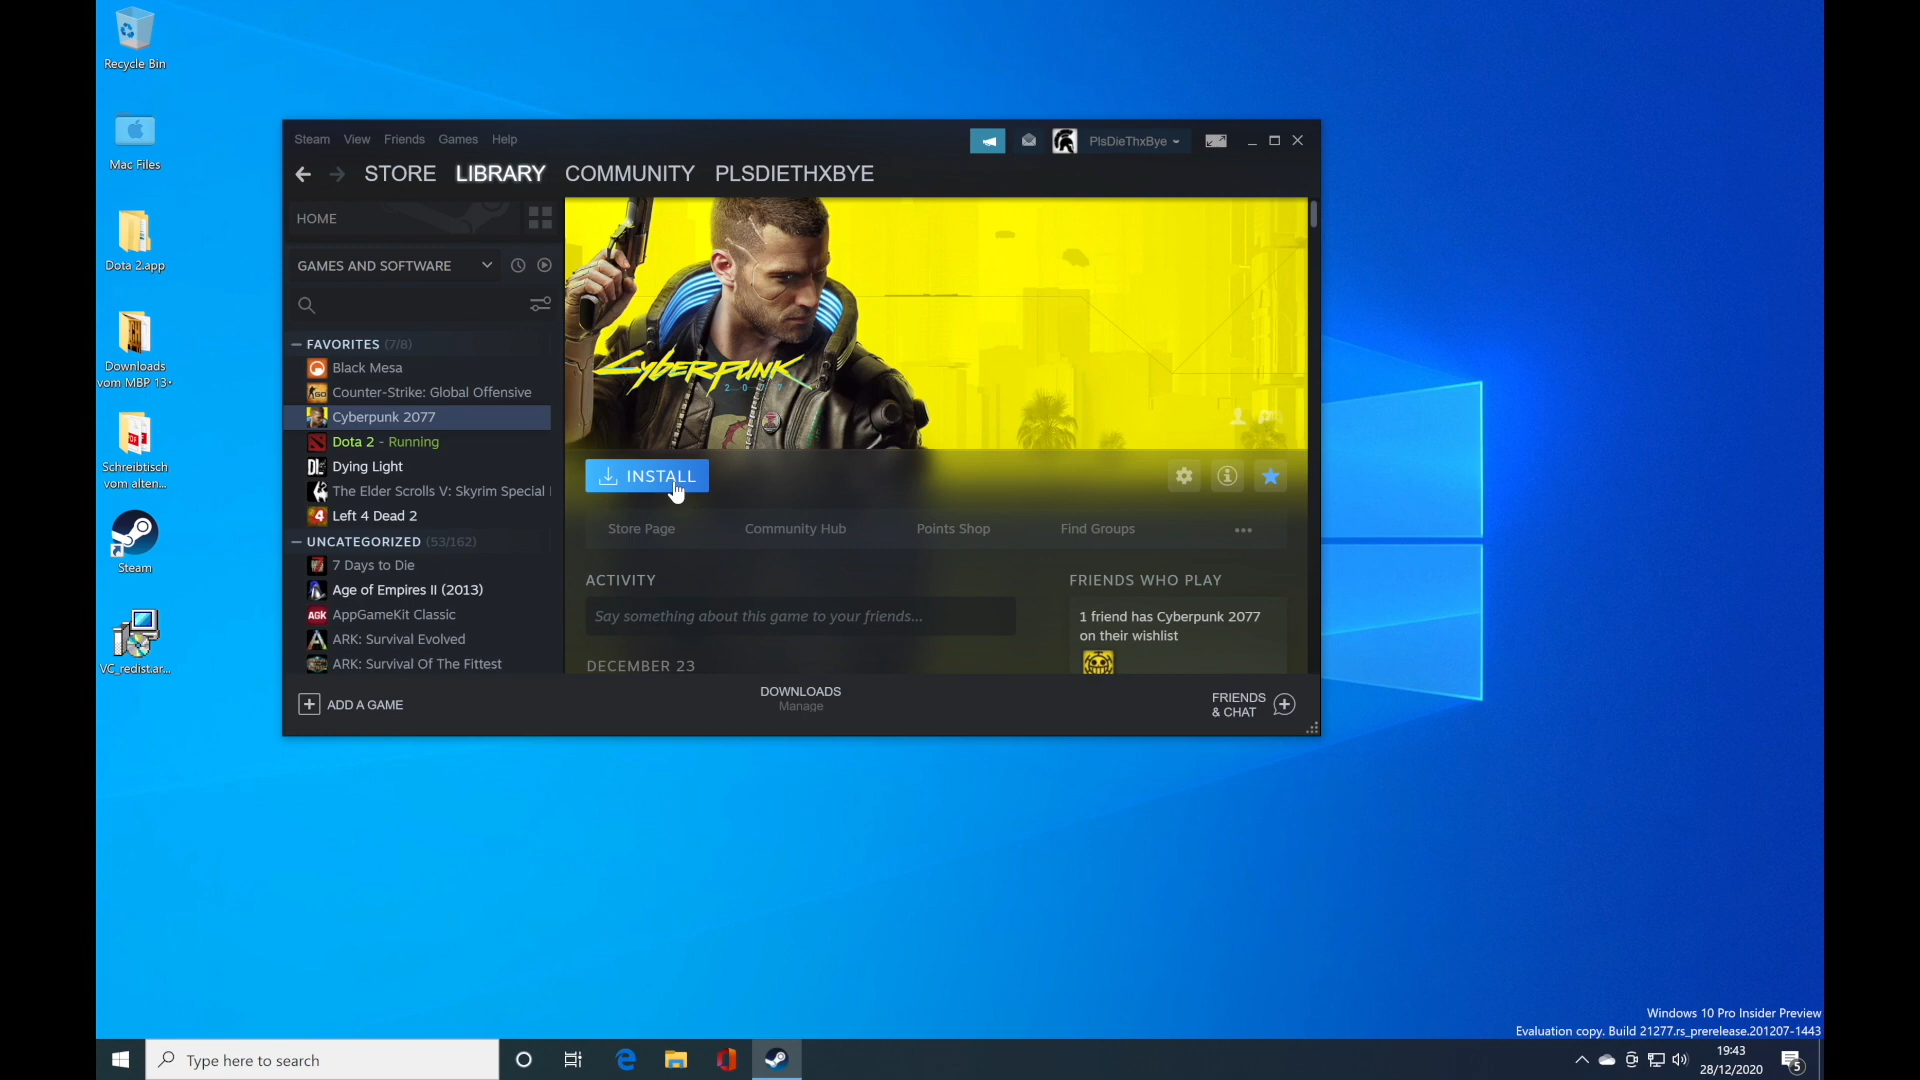 Recycle Bin
Mac Files
Dota 2.app
Downloads
vom MBP 13•
Schreibtisch
vom alten...
Steam
VC_redist.ar...
Steam View Friends Games Help
PlsDieThxBye
STORE LIBRARY COMMUNITY PLSDIETHXBYE
HOME
GAMES AND SOFTWARE
FAVORITES (7/8)
Black Mesa
Counter-Strike: Global Offensive
Cyberpunk 2077
Dota 2 - Running
Dying Light
The Elder Scrolls V: Skyrim Special
Left 4 Dead 2
UNCATEGORIZED (53/162)
7 Days to Die
Age of Empires II (2013)
AppGameKit Classic
ARK: Survival Evolved
ARK: Survival Of The Fittest
Cyberpunk
2077
INSTALL
Store Page Community Hub Points Shop Find Groups
ACTIVITY
Say something about this game to your friends...
DECEMBER 23
FRIENDS WHO PLAY
1 friend has Cyberpunk 2077
on their wishlist
ADD A GAME
DOWNLOADS
Manage
FRIENDS
& CHAT
Windows 10 Pro Insider Preview
Evaluation copy. Build 21277.rs_prerelease.201207-1443
Type here to search
19:43
28/12/2020
5